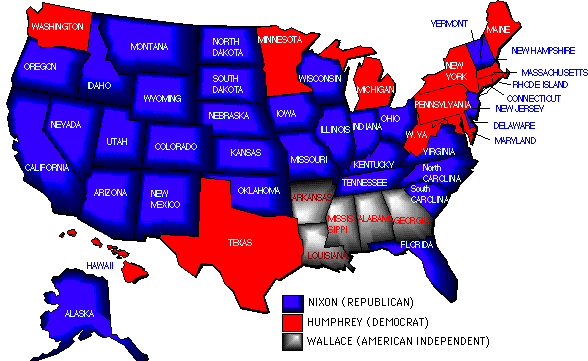 WASHINGTON
OREGON
CALIFORNIA
NEVADA
IDAHO
MONTANA
WYOMING
UTAH
ARIZONA
COLORADO
NEW
MEXICO
NORTH
DAKOTA
SOUTH
DAKOTA
NEBRASKA
KANSAS
OKLAHOMA
TEXAS
MINNESOTA
IOWA
MISSOURI
ARKANSAS
LOUISIANA
WISCONSIN
ILLINOIS
MICHIGAN
INDIANA
OHIO
KENTUCKY
TENNESSEE
MISSIS
SIPPI
ALABAMA
GEORGIA
FLORIDA
South
CAROLINA
North
CAROLINA
VIRGINIA
W. VA
PENNSYLVANIA
NEW
YORK
VERMONT
MAINE
NEW HAMPSHIRE
MASSACHUSETTS
RHODE ISLAND
CONNECTICUT
NEW JERSEY
DELAWARE
MARYLAND
HAWAII
ALASKA
NIXON (REPUBLICAN)
HUMPHREY (DEMOCRAT)
WALLACE (AMERICAN INDEPENDENT)